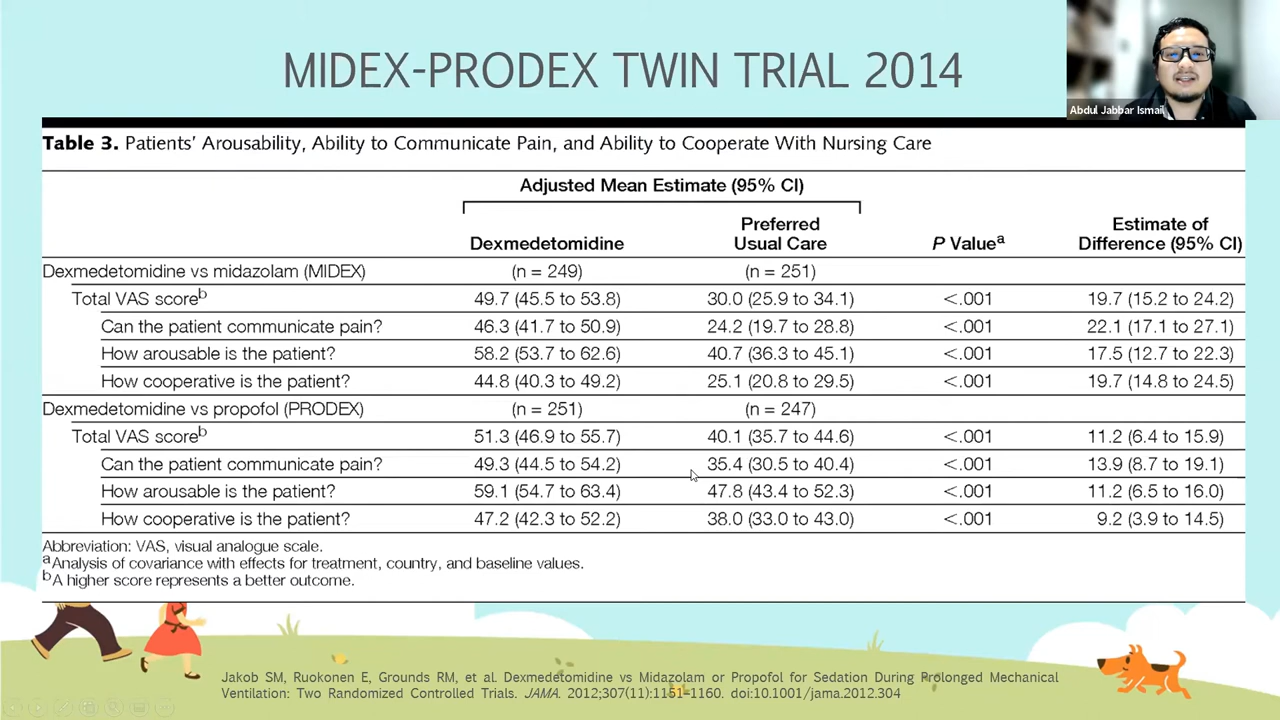 MIDEX-PRODEX TWIN TRIAL 2014
Abdul Jabbar Ismail
Table 3. Patients' Arousability, Ability to Communicate Pain, and Ability to Cooperate With Nursing Care
Adjusted Mean Estimate (95% CI)
Dexmedetomidine Preferred Usual Care P Valueᵃ Estimate of Difference (95% CI)
Dexmedetomidine vs midazolam (MIDEX) (n = 249) (n = 251)
Total VAS scoreᵇ 49.7 (45.5 to 53.8) 30.0 (25.9 to 34.1) <.001 19.7 (15.2 to 24.2)
Can the patient communicate pain? 46.3 (41.7 to 50.9) 24.2 (19.7 to 28.8) <.001 22.1 (17.1 to 27.1)
How arousable is the patient? 58.2 (53.7 to 62.6) 40.7 (36.3 to 45.1) <.001 17.5 (12.7 to 22.3)
How cooperative is the patient? 44.8 (40.3 to 49.2) 25.1 (20.8 to 29.5) <.001 19.7 (14.8 to 24.5)
Dexmedetomidine vs propofol (PRODEX) (n = 251) (n = 247)
Total VAS scoreᵇ 51.3 (46.9 to 55.7) 40.1 (35.7 to 44.6) <.001 11.2 (6.4 to 15.9)
Can the patient communicate pain? 49.3 (44.5 to 54.2) 35.4 (30.5 to 40.4) <.001 13.9 (8.7 to 19.1)
How arousable is the patient? 59.1 (54.7 to 63.4) 47.8 (43.4 to 52.3) <.001 11.2 (6.5 to 16.0)
How cooperative is the patient? 47.2 (42.3 to 52.2) 38.0 (33.0 to 43.0) <.001 9.2 (3.9 to 14.5)
Abbreviation: VAS, visual analogue scale.
ᵃAnalysis of covariance with effects for treatment, country, and baseline values.
ᵇA higher score represents a better outcome.
Jakob SM, Ruokonen E, Grounds RM, et al. Dexmedetomidine vs Midazolam or Propofol for Sedation During Prolonged Mechanical
Ventilation: Two Randomized Controlled Trials. JAMA. 2012;307(11):1151–1160. doi:10.1001/jama.2012.304
51